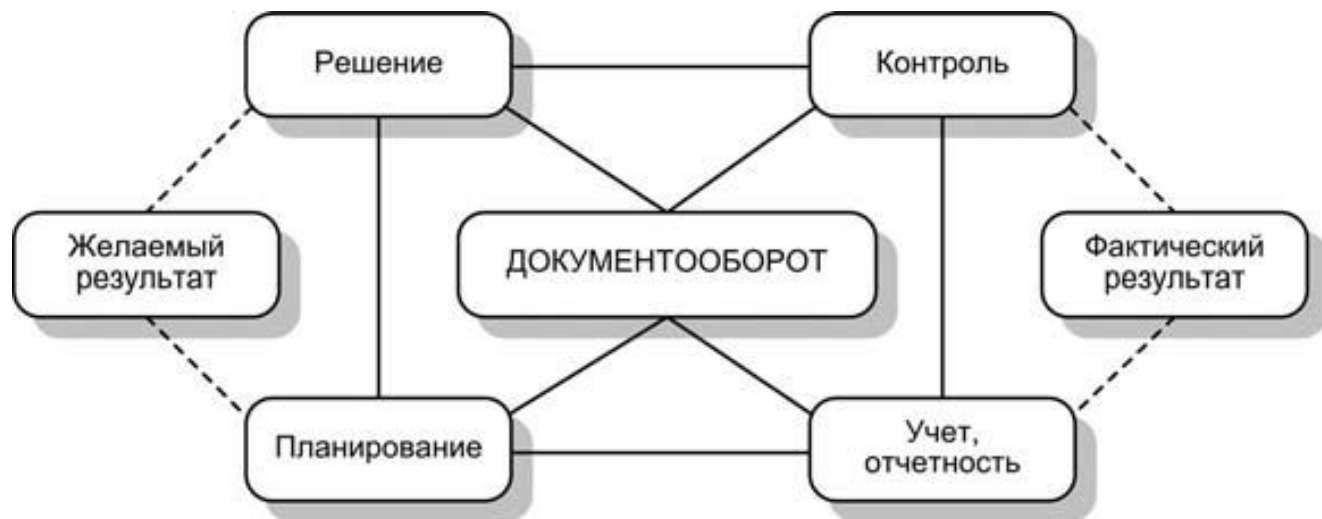 Решение
Контроль
Желаемый
результат
ДОКУМЕНТООБОРОТ
Фактический
результат
Планирование
Учет,
отчетность